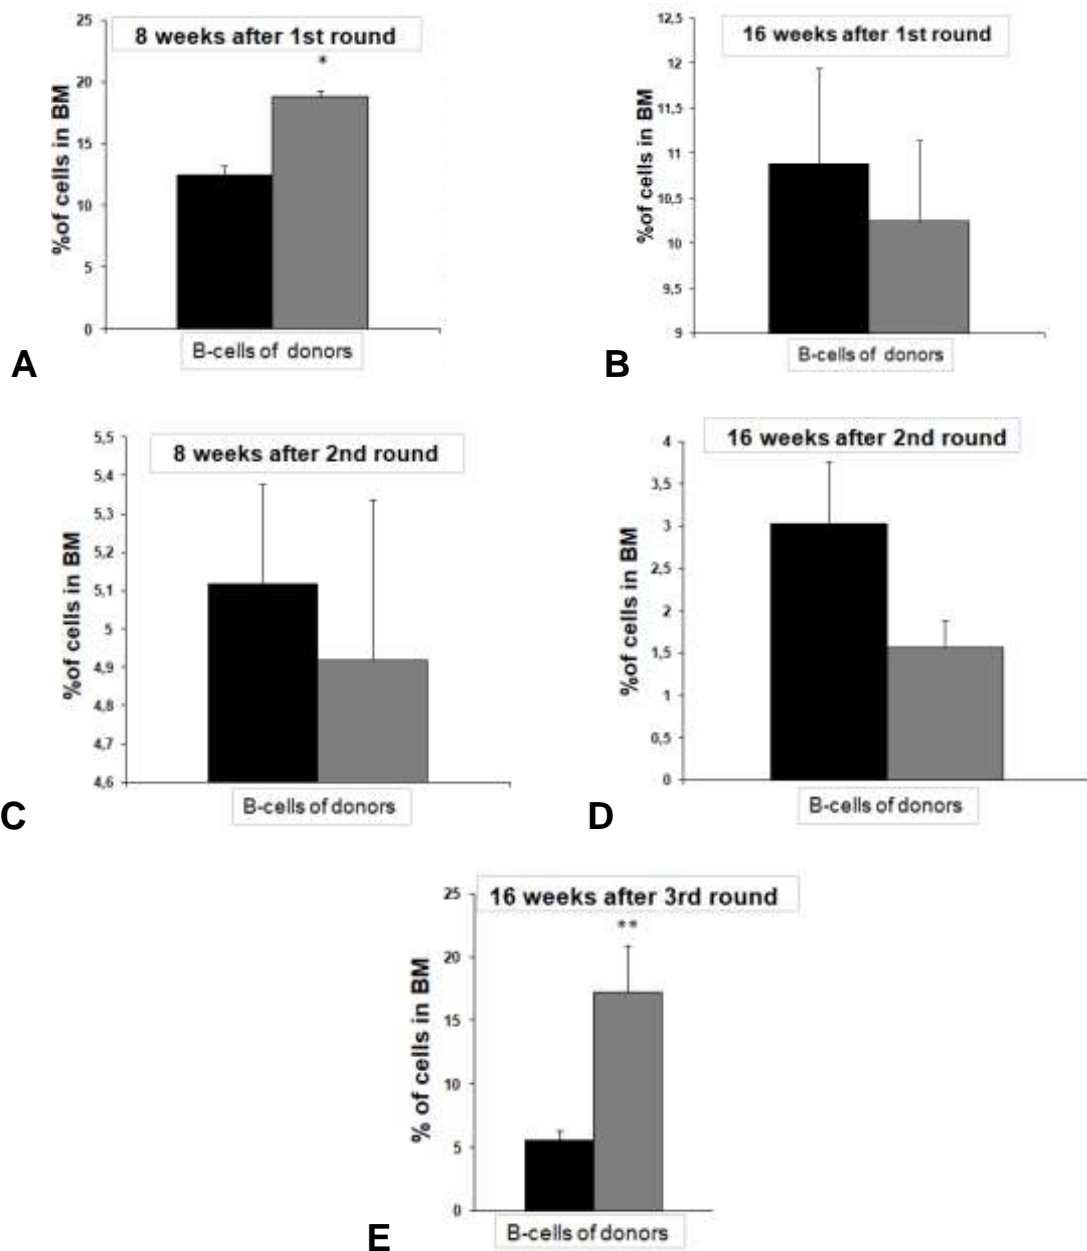 8 weeks after 1st round
*
%of cells in BM
25
20
15
10
5
0
B-cells of donors
A
16 weeks after 1st round
%of cells in BM
12,5
12
11,5
11
10,5
10
9,5
9
B-cells of donors
B
8 weeks after 2nd round
%of cells in BM
5,5
5,4
5,3
5,2
5,1
5
4,9
4,8
4,7
4,6
B-cells of donors
C
16 weeks after 2nd round
%of cells in BM
4
3,5
3
2,5
2
1,5
1
0,5
0
B-cells of donors
D
16 weeks after 3rd round
**
% of cells in BM
25
20
15
10
5
0
B-cells of donors
E